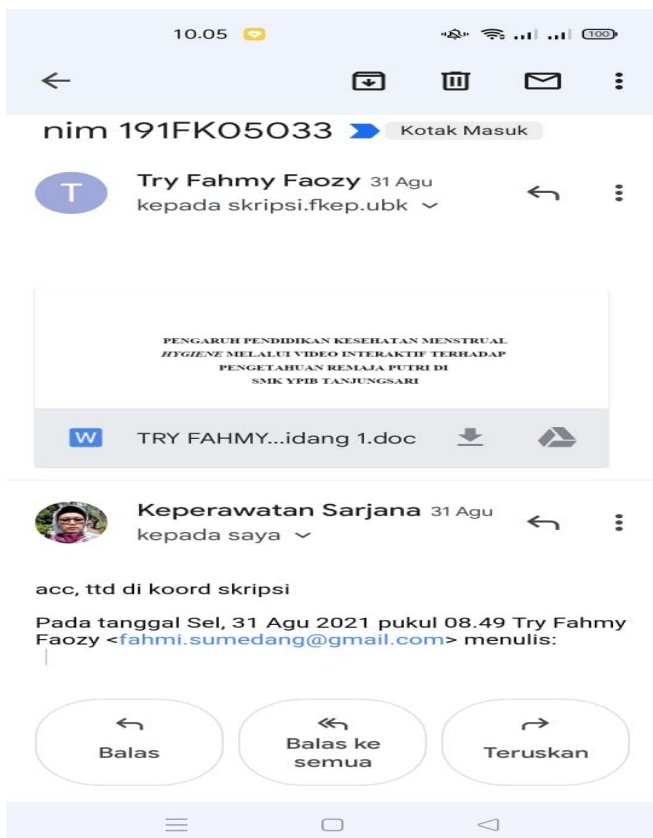 10.05
100
nim 191FK05033
Kotak Masuk
T
Try Fahmy Faozy 31 Agu
kepada skripsi.fkep.ubk
PENGARUH PENDIDIKAN KESEHATAN MENSTRUAL
HYGIENE MELALUI VIDEO INTERAKTIF TERHADAP
PENGETAHUAN REMAJA PUTRI DI
SMK YPIB TANJUNGSARI
W
TRY FAHMY...idang 1.doc
Keperawatan Sarjana 31 Agu
kepada saya
acc, ttd di koord skripsi
Pada tanggal Sel, 31 Agu 2021 pukul 08.49 Try Fahmy
Faozy <fahmi.sumedang@gmail.com> menulis:
Balas
Balas ke
semua
Teruskan